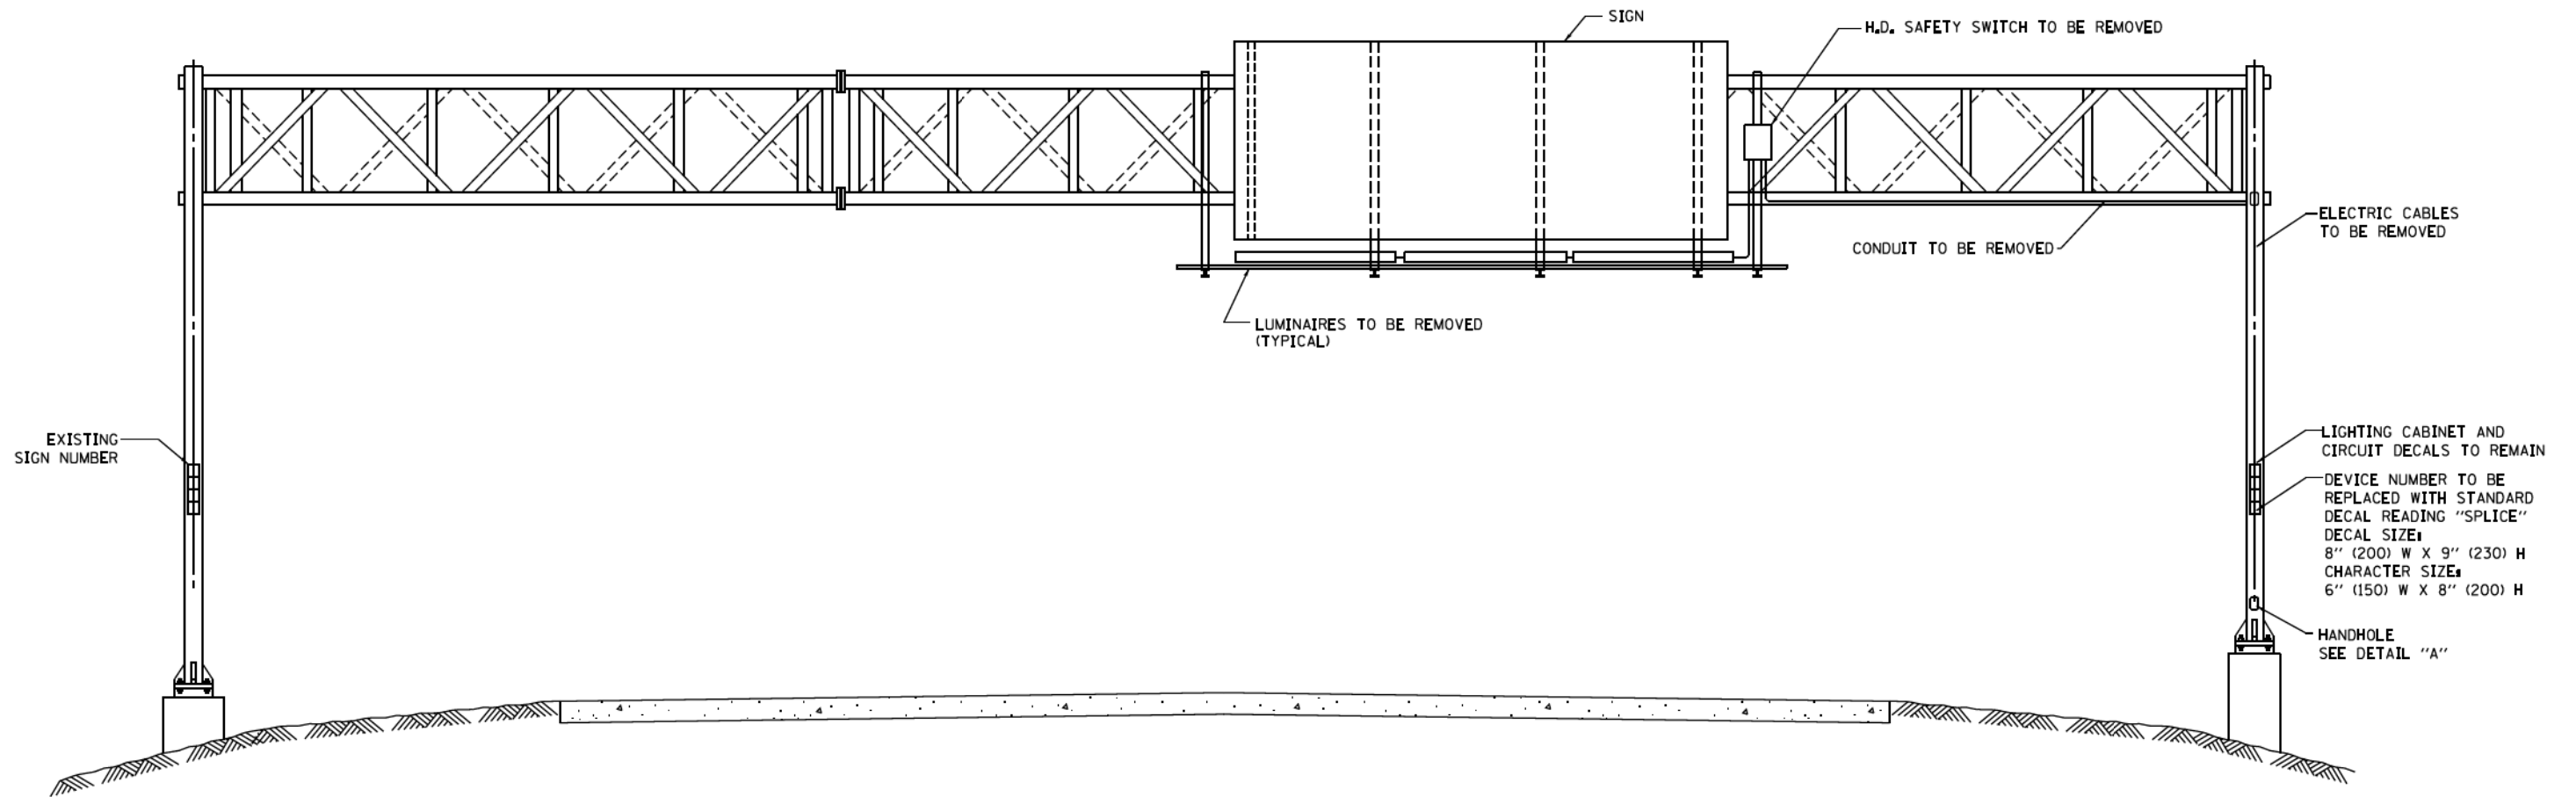 SIGN
H.D. SAFETY SWITCH TO BE REMOVED
ELECTRIC CABLES
TO BE REMOVED
CONDUIT TO BE REMOVED
LUMINAIRES TO BE REMOVED
(TYPICAL)
EXISTING
SIGN NUMBER
LIGHTING CABINET AND
CIRCUIT DECALS TO REMAIN
DEVICE NUMBER TO BE
REPLACED WITH STANDARD
DECAL READING "SPLICE"
DECAL SIZE:
8" (200) W X 9" (230) H
CHARACTER SIZE:
6" (150) W X 8" (200) H
HANDHOLE
SEE DETAIL "A"